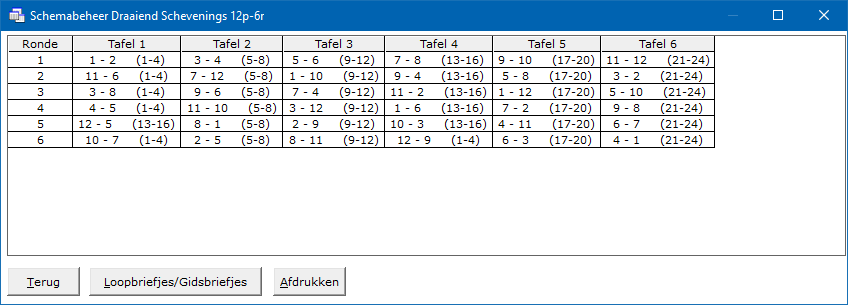 Schemabeheer Draaiend Schevenings 12p-6r
Ronde Tafel 1 Tafel 2 Tafel 3 Tafel 4 Tafel 5 Tafel 6
1 1 - 2 (1-4) 3 - 4 (5-8) 5 - 6 (9-12) 7 - 8 (13-16) 9 - 10 (17-20) 11 - 12 (21-24)
2 11 - 6 (1-4) 7 - 12 (5-8) 1 - 10 (9-12) 9 - 4 (13-16) 5 - 8 (17-20) 3 - 2 (21-24)
3 3 - 8 (1-4) 9 - 6 (5-8) 7 - 4 (9-12) 11 - 2 (13-16) 1 - 12 (17-20) 5 - 10 (21-24)
4 4 - 5 (1-4) 11 - 10 (5-8) 3 - 12 (9-12) 1 - 6 (13-16) 7 - 2 (17-20) 9 - 8 (21-24)
5 12 - 5 (13-16) 8 - 1 (5-8) 2 - 9 (9-12) 10 - 3 (13-16) 4 - 11 (17-20) 6 - 7 (21-24)
6 10 - 7 (1-4) 2 - 5 (5-8) 8 - 11 (9-12) 12 - 9 (1-4) 6 - 3 (17-20) 4 - 1 (21-24)
Terug Loopbriefjes/Gidsbriefjes Afdrukken